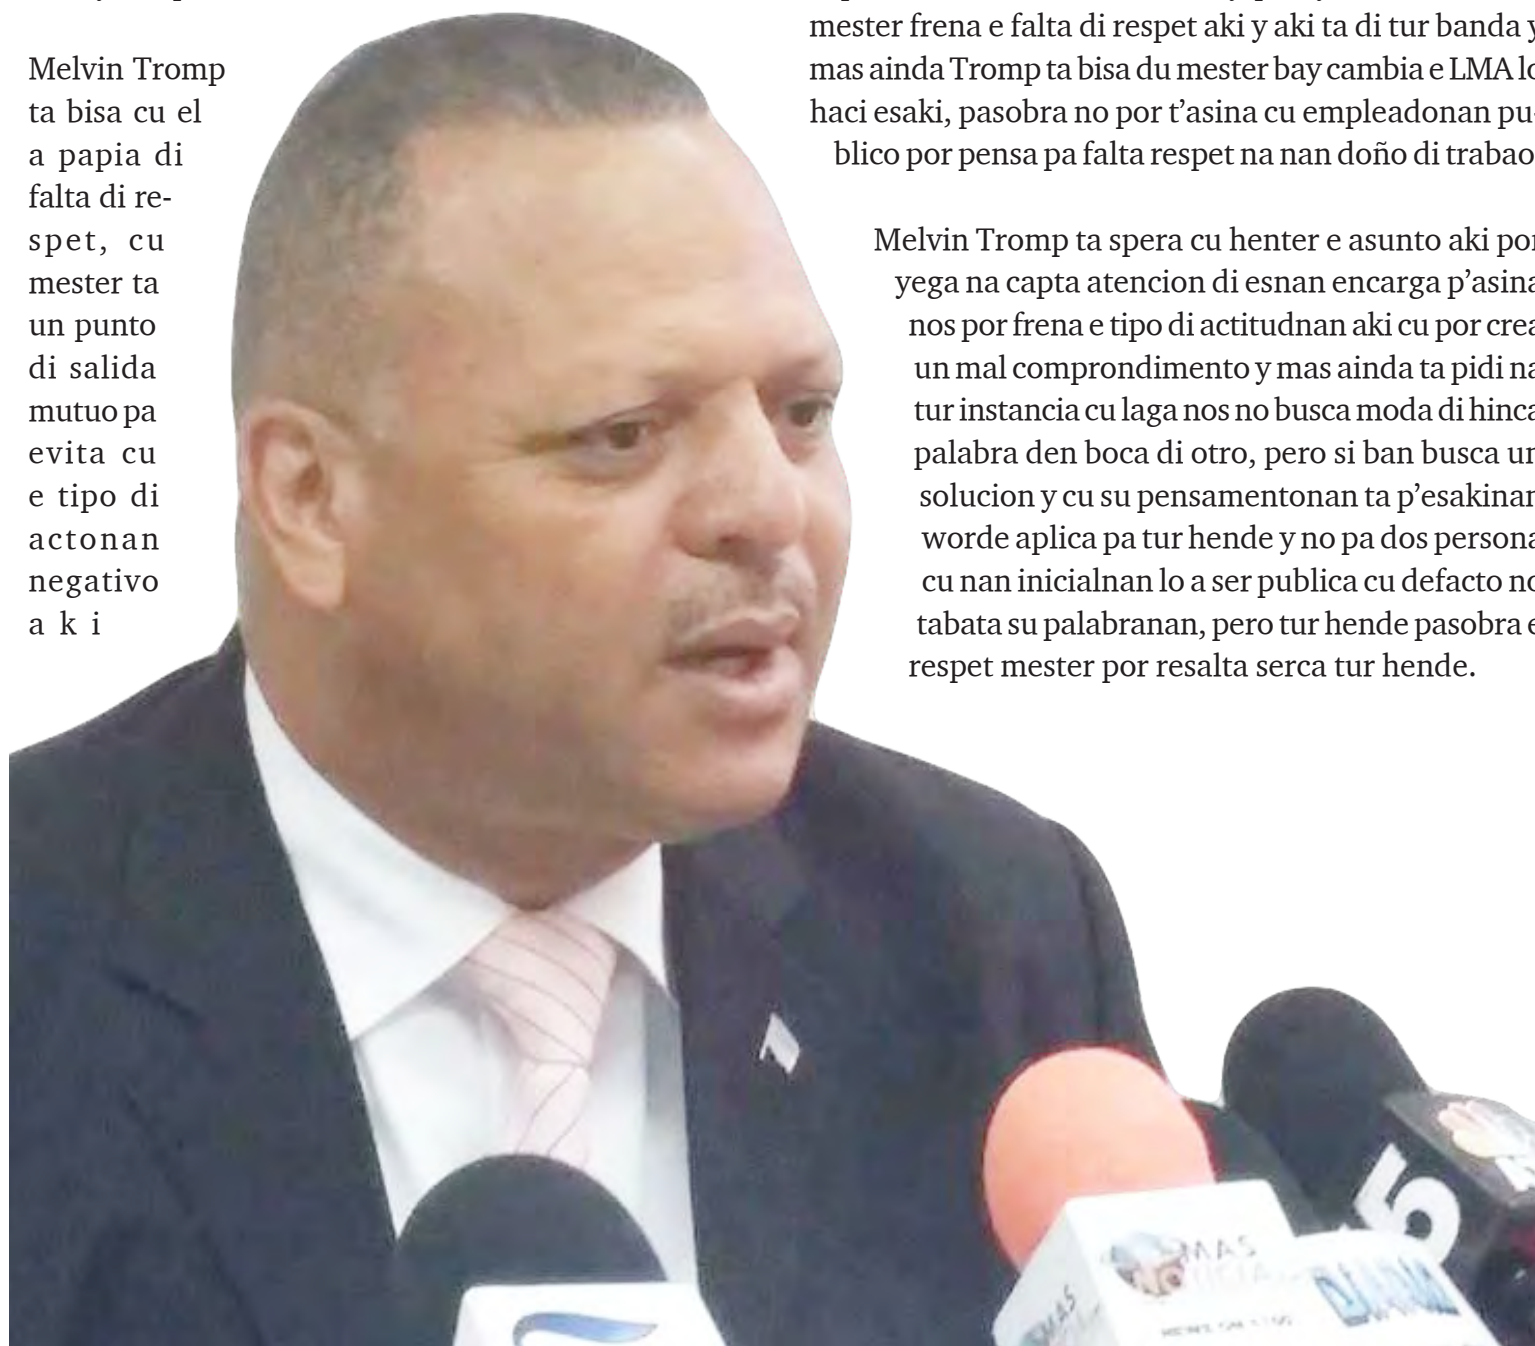 Melvin Tromp
ta bisa cu el
a papia di
falta di re-
spet, cu
mester ta
un punto
di salida
mutuo pa
evita cu
e tipo di
actonan
negativo
aki
mester frena e falta di respet aki y aki ta di tur banda y
mas ainda Tromp ta bisa du mester bay cambia e LMA lo
haci esaki, pasobra no por t’asina cu empleadonan pu-
blico por pensa pa falta respet na nan doño di trabao
Melvin Tromp ta spera cu henter e asunto aki por
yega na capta atencion di esnan encarga p’asina
nos por frena e tipo di actitudnan aki cu por crea
un mal comprondimento y mas ainda ta pidi na
tur instancia cu laga nos no busca moda di hinca
palabra den boca di otro, pero si ban busca un
solucion y cu su pensamentonan ta p’esakinan
worde aplica pa tur hende y no pa dos persona
cu nan inicialnan lo a ser publica cu defacto no
tabata su palabranan, pero tur hende pasobra e
respet mester por resalta serca tur hende.
15
MAS
NOTICIA
MAS